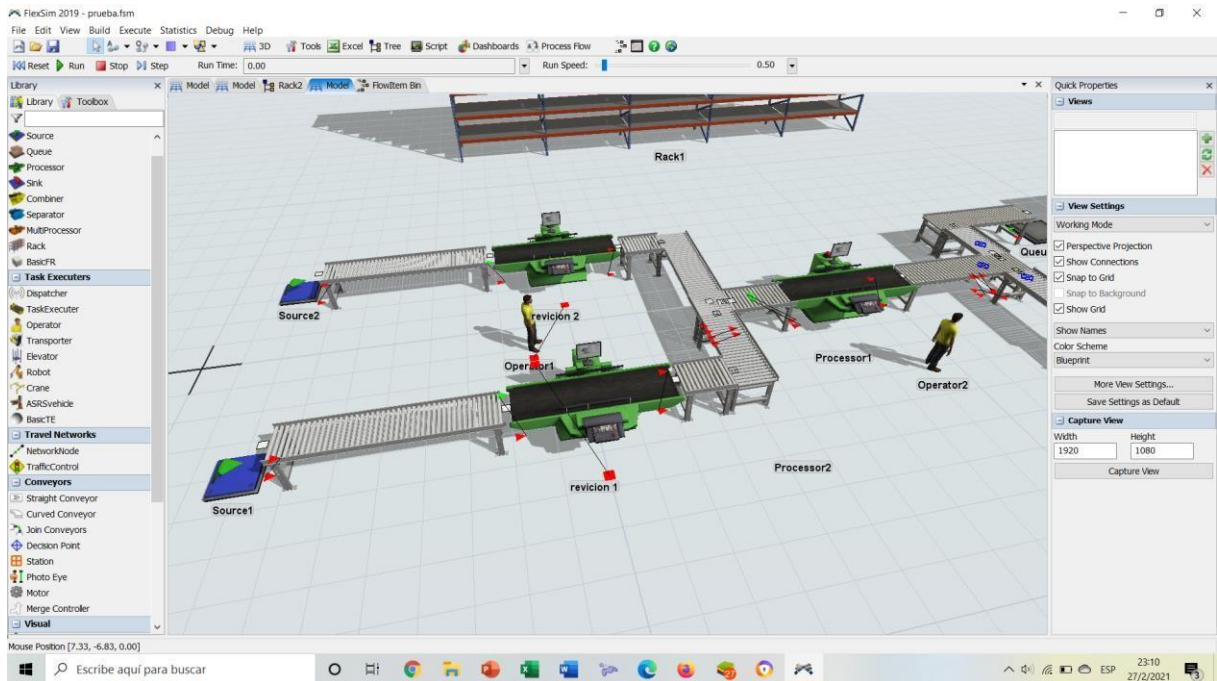 FlexSim 2019 - prueba.fsm
File Edit View Build Execute Statistics Debug Help
3D Tools Excel Tree Script Dashboards Process Flow
Reset Run Stop Step Run Time: 0.00 Run Speed: 0.50
Library
Library Toolbox
Source
Queue
Processor
Sink
Combiner
Separator
MultiProcessor
Rack
BasicFR
Task Executers
Dispatcher
TaskExecuter
Operator
Transporter
Elevator
Robot
Crane
ASRSvehicle
BasicTE
Travel Networks
NetworkNode
TrafficControl
Conveyors
Straight Conveyor
Curved Conveyor
Join Conveyors
Decision Point
Station
Photo Eye
Motor
Merge Controller
Visual
Model Model Rack2 Model FlowItem Bin
Rack1
Queu
Source2
revicion 2
Operator1
Processor1
Operator2
Processor2
revicion 1
Source1
Quick Properties
Views
View Settings
Working Mode
Perspective Projection
Show Connections
Snap to Grid
Snap to Background
Show Grid
Show Names
Color Scheme
Blueprint
More View Settings...
Save Settings as Default
Capture View
Width Height
1920 1080
Capture View
Mouse Position [7.33, -6.83, 0.00]
Escribe aquí para buscar
27
ESP
23:10
27/2/2021
3